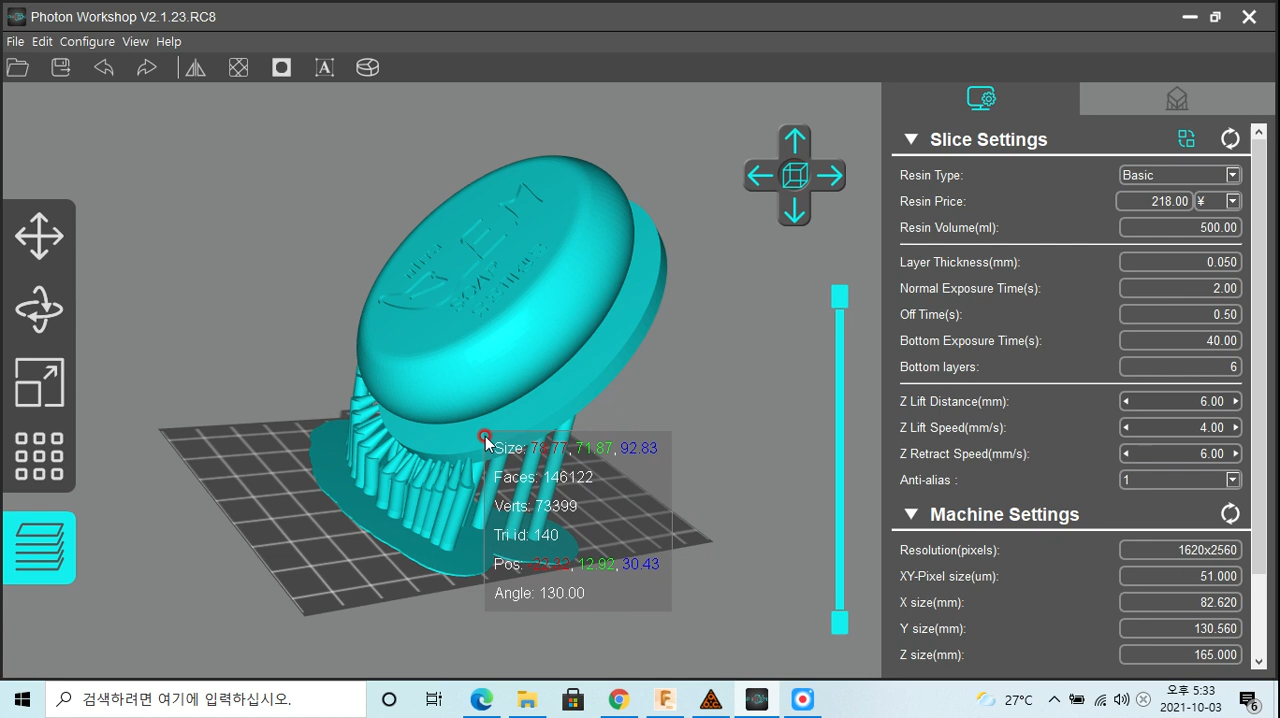 Photon Workshop V2.1.23.RC8
File Edit Configure View Help
Slice Settings
Resin Type: Basic
Resin Price: 218.00 ¥
Resin Volume(ml): 500.00
Layer Thickness(mm): 0.050
Normal Exposure Time(s): 2.00
Off Time(s): 0.50
Bottom Exposure Time(s): 40.00
Bottom layers: 6
Z Lift Distance(mm): 6.00
Z Lift Speed(mm/s): 4.00
Z Retract Speed(mm/s): 6.00
Anti-alias : 1
Machine Settings
Resolution(pixels): 1620x2560
XY-Pixel size(um): 51.000
X size(mm): 82.620
Y size(mm): 130.560
Z size(mm): 165.000
SOAP
Size: 71.87, 92.83
Faces: 146122
Verts: 73399
Tri id: 140
Pos: 12.92, 30.43
Angle: 130.00
검색하려면 여기에 입력하십시오.
27°C
오후 5:33
2021-10-03
6